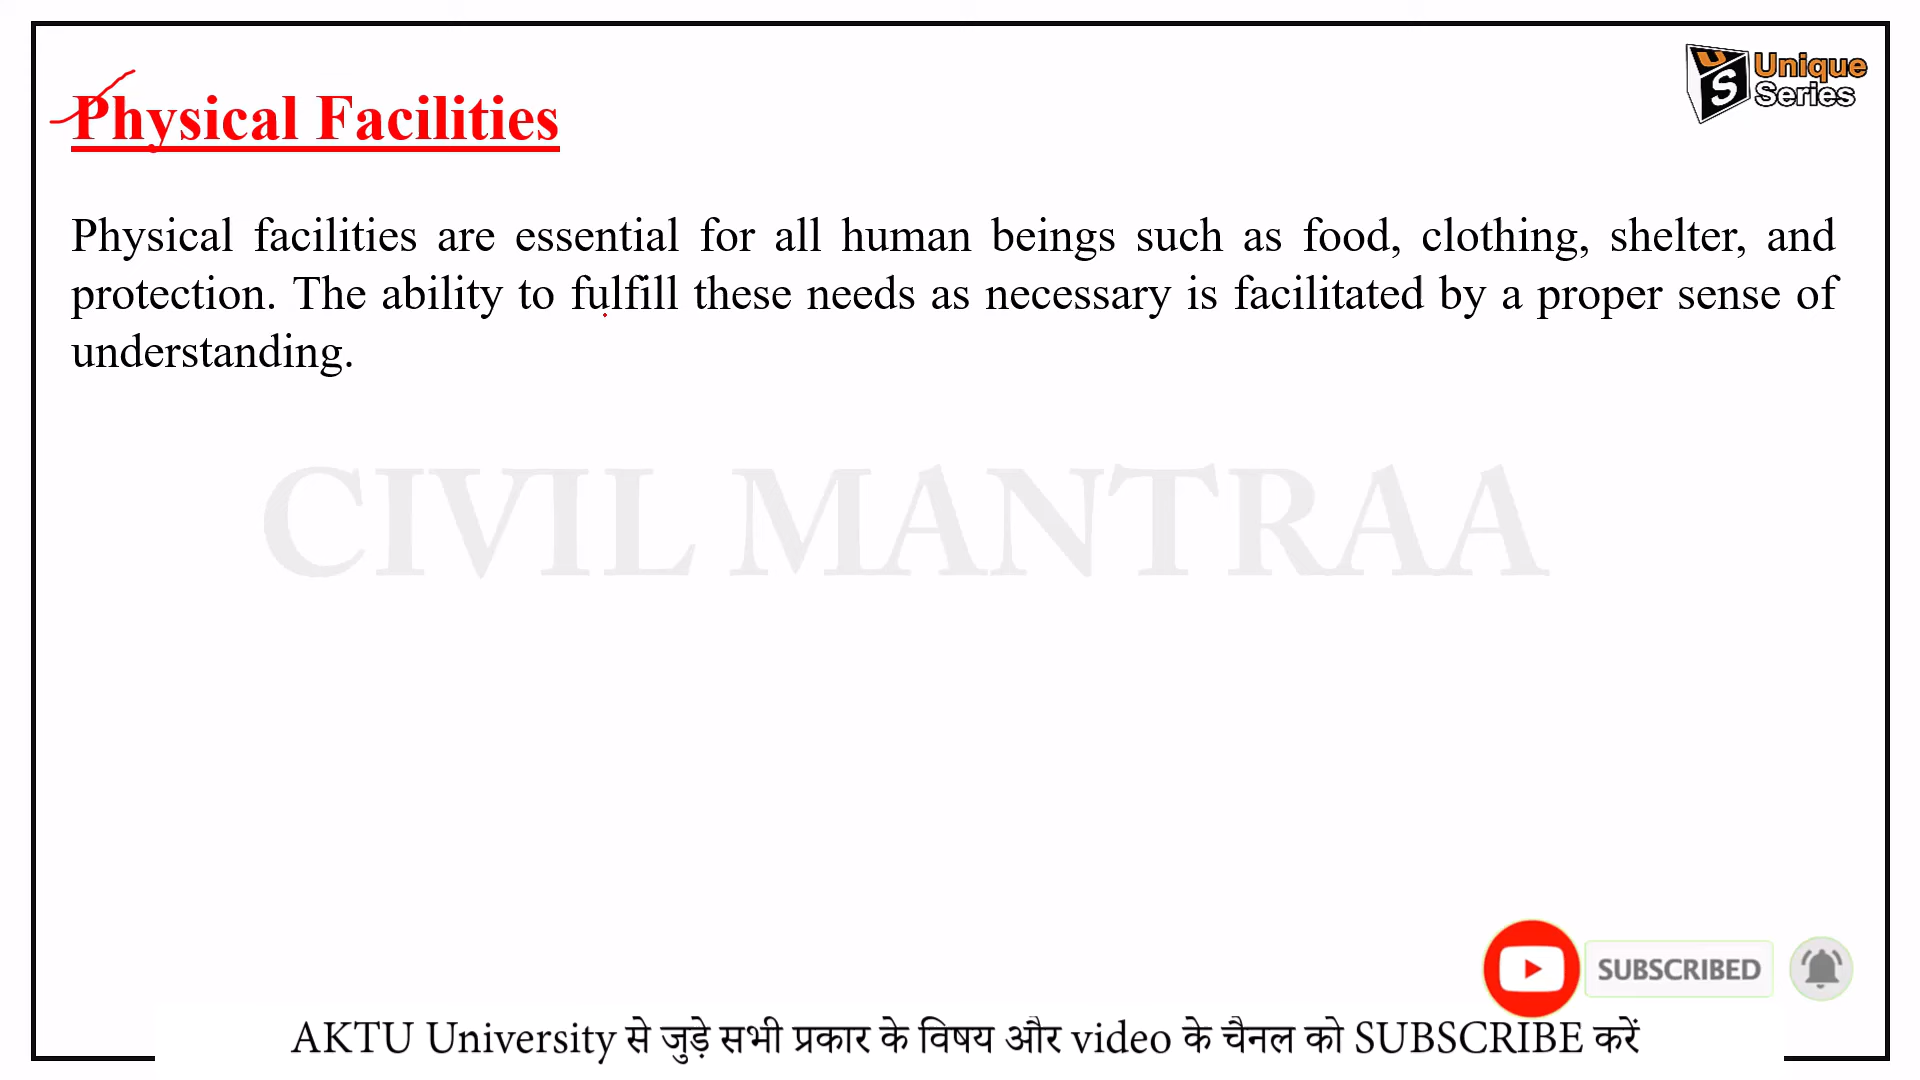 Physical Facilities
US Unique Series
Physical facilities are essential for all human beings such as food, clothing, shelter, and
protection. The ability to fulfill these needs as necessary is facilitated by a proper sense of
understanding.
CIVIL MANTRAA
SUBSCRIBED
AKTU University से जुड़े सभी प्रकार के विषय और video के चैनल को SUBSCRIBE करें